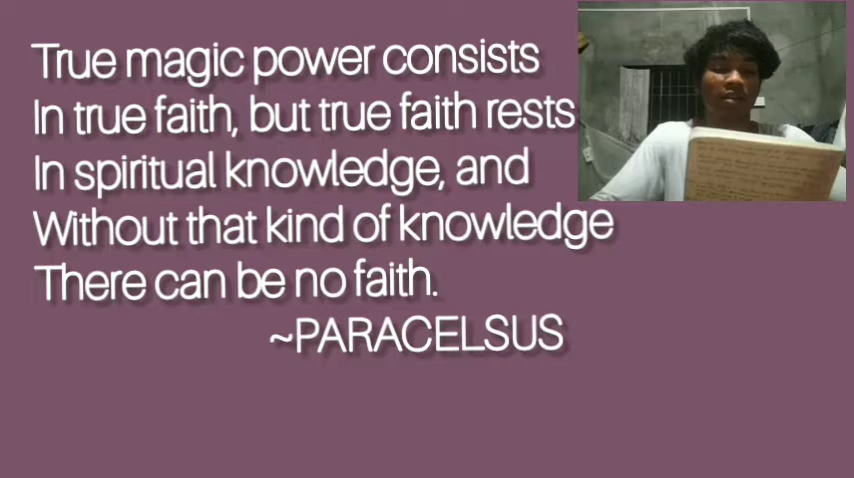 True magic power consists
In true faith, but true faith rests
In spiritual knowledge, and
Without that kind of knowledge
There can be no faith.
~PARACELSUS